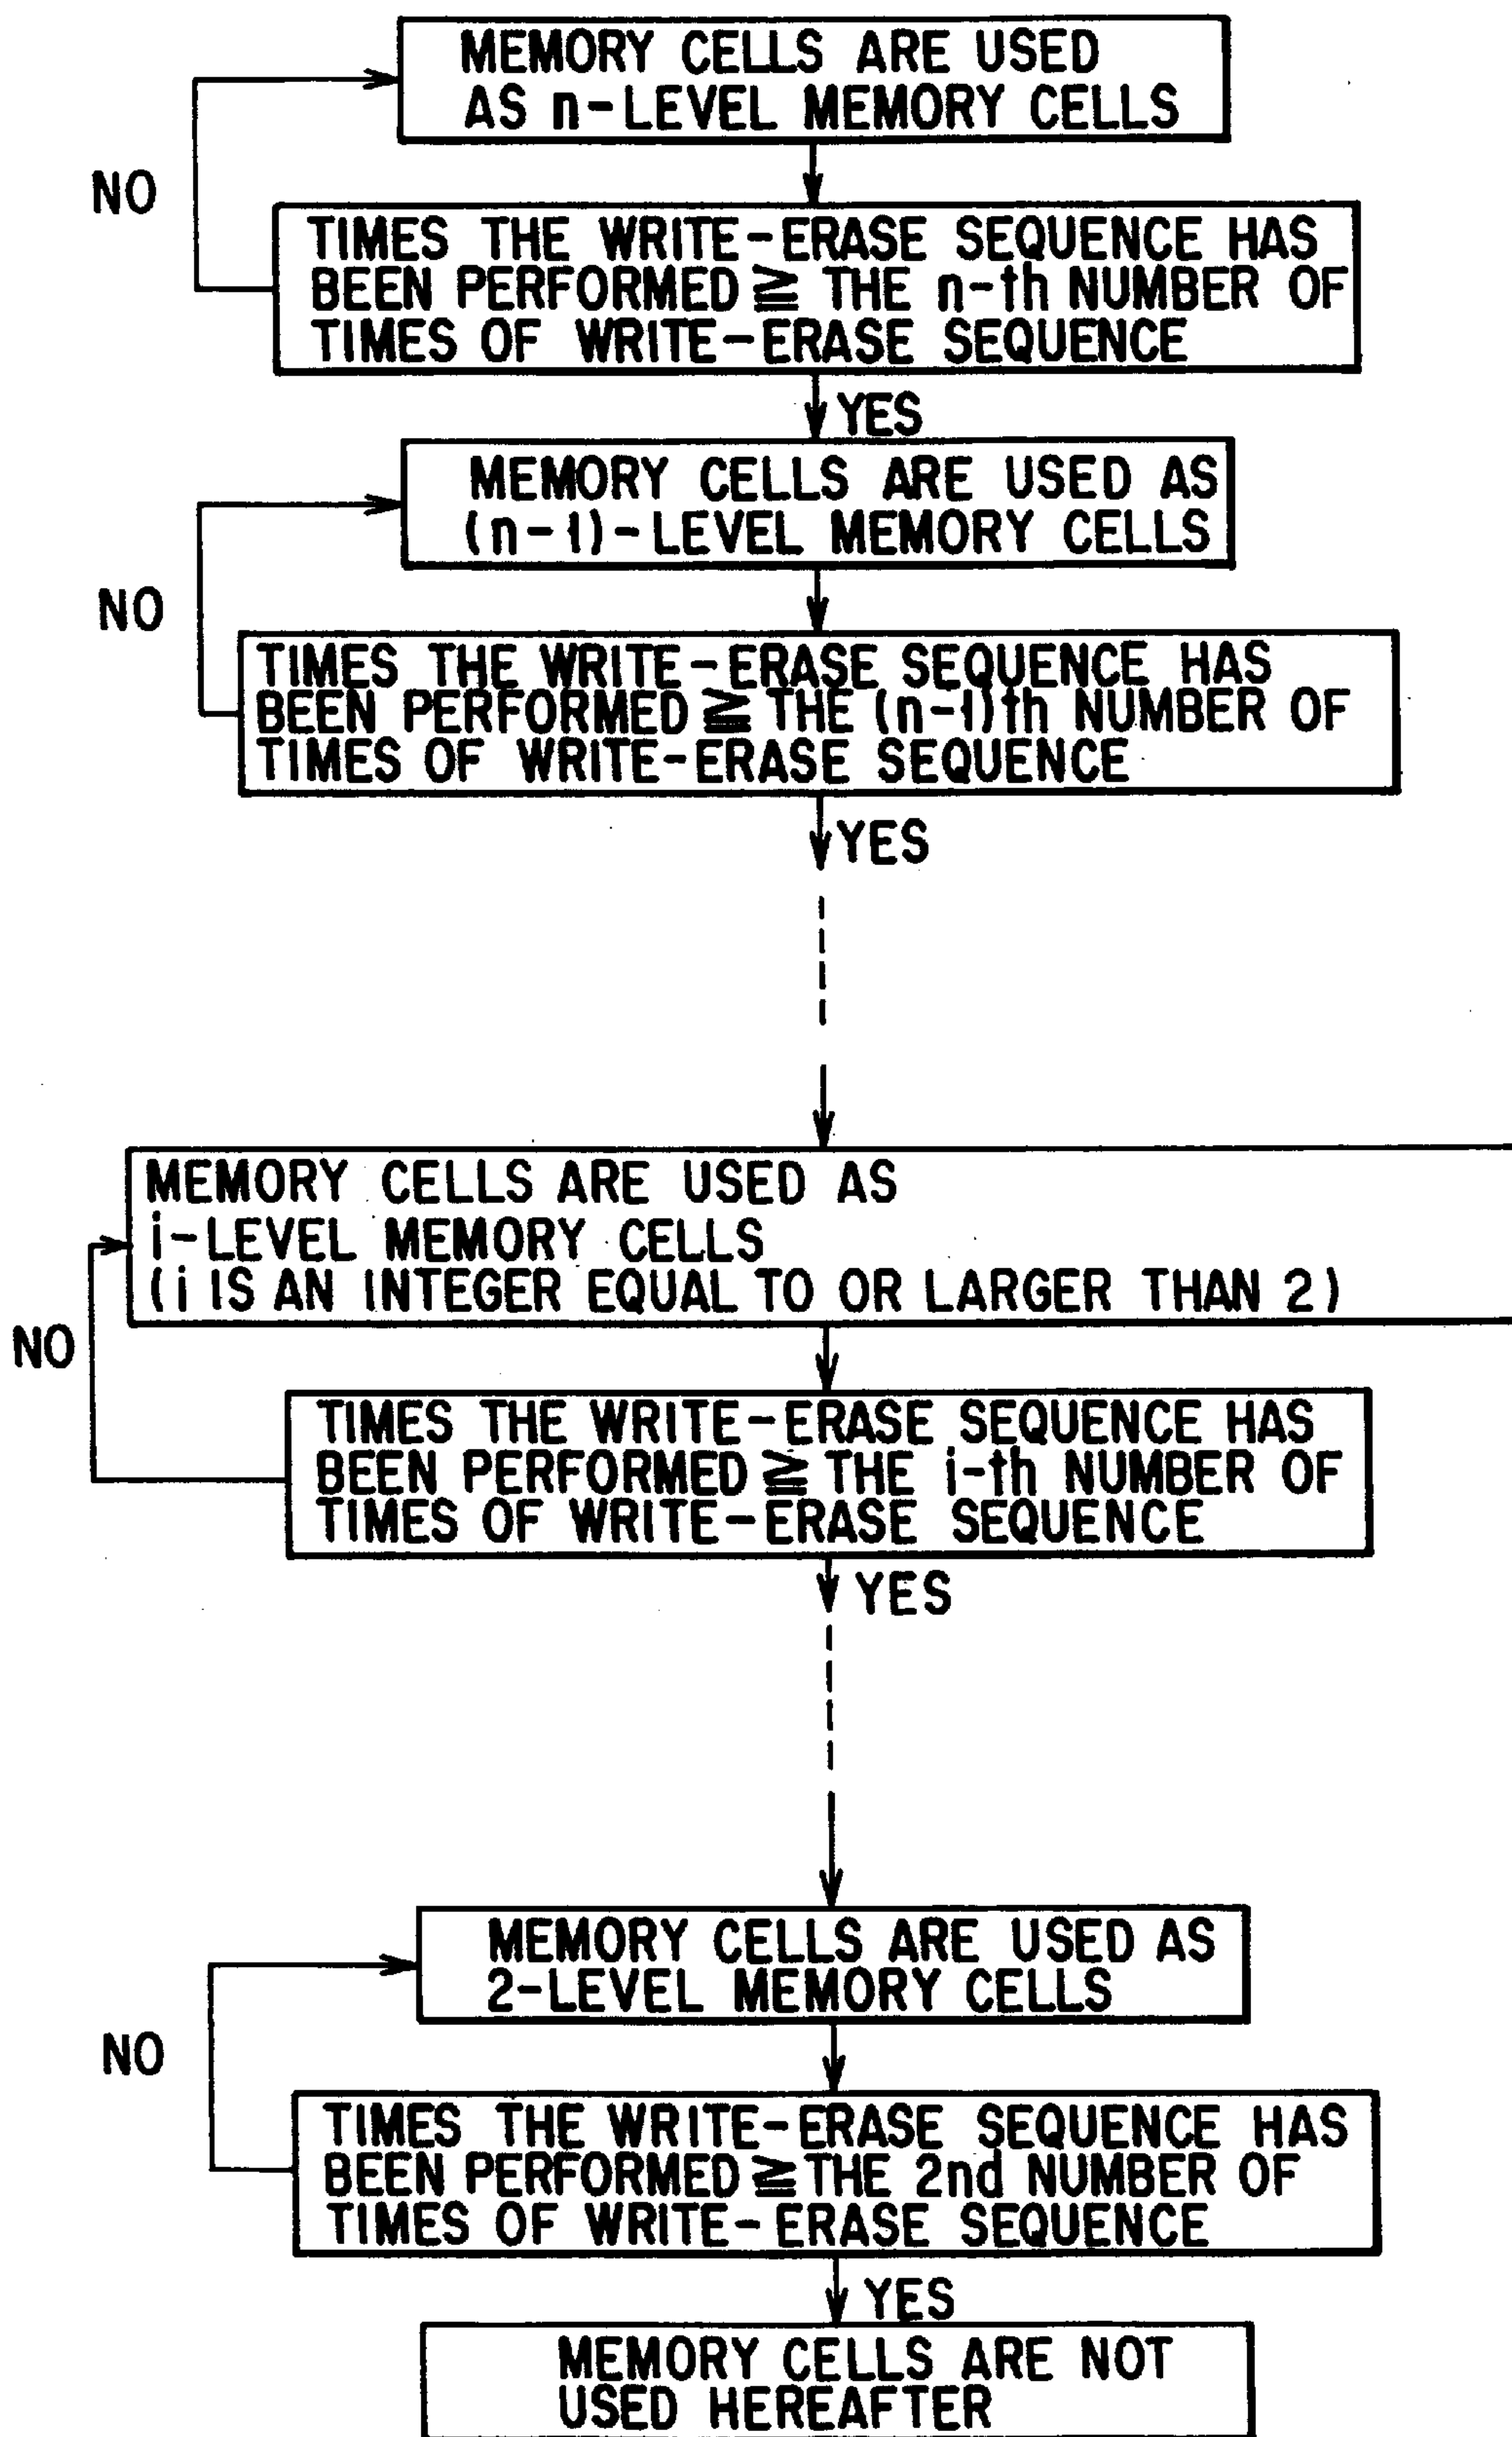 MEMORY CELLS ARE USED
AS n-LEVEL MEMORY CELLS
NO
TIMES THE WRITE-ERASE SEQUENCE HAS
BEEN PERFORMED ≧ THE n-th NUMBER OF
TIMES OF WRITE-ERASE SEQUENCE
YES
MEMORY CELLS ARE USED AS
(n-1)-LEVEL MEMORY CELLS
NO
TIMES THE WRITE-ERASE SEQUENCE HAS
BEEN PERFORMED ≧ THE (n-1)th NUMBER OF
TIMES OF WRITE-ERASE SEQUENCE
YES
MEMORY CELLS ARE USED AS
i-LEVEL MEMORY CELLS
(i IS AN INTEGER EQUAL TO OR LARGER THAN 2)
NO
TIMES THE WRITE-ERASE SEQUENCE HAS
BEEN PERFORMED ≧ THE i-th NUMBER OF
TIMES OF WRITE-ERASE SEQUENCE
YES
MEMORY CELLS ARE USED AS
2-LEVEL MEMORY CELLS
NO
TIMES THE WRITE-ERASE SEQUENCE HAS
BEEN PERFORMED ≧ THE 2nd NUMBER OF
TIMES OF WRITE-ERASE SEQUENCE
YES
MEMORY CELLS ARE NOT
USED HEREAFTER